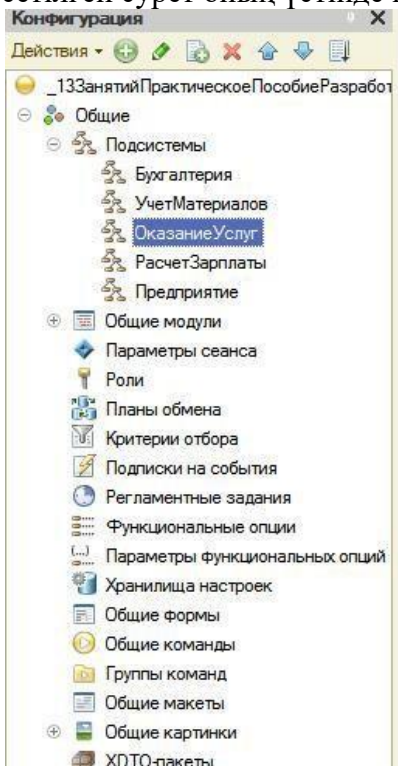 Конфигурация
Действия
_13ЗанятийПрактическоеПособиеРазработ
Общие
Подсистемы
Бухгалтерия
УчетМатериалов
ОказаниеУслуг
РасчетЗарплаты
Предприятие
Общие модули
Параметры сеанса
Роли
Планы обмена
Критерии отбора
Подписки на события
Регламентные задания
Функциональные опции
Параметры функциональных опций
Хранилища настроек
Общие формы
Общие команды
Группы команд
Общие макеты
Общие картинки
XDTO-пакеты